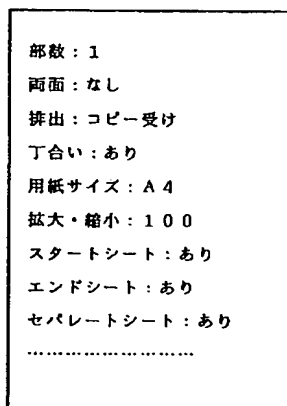 部数：1
両面：なし
排出：コピー受け
丁合い：あり
用紙サイズ：A4
拡大・縮小：100
スタートシート：あり
エンドシート：あり
セパレートシート：あり
……………………